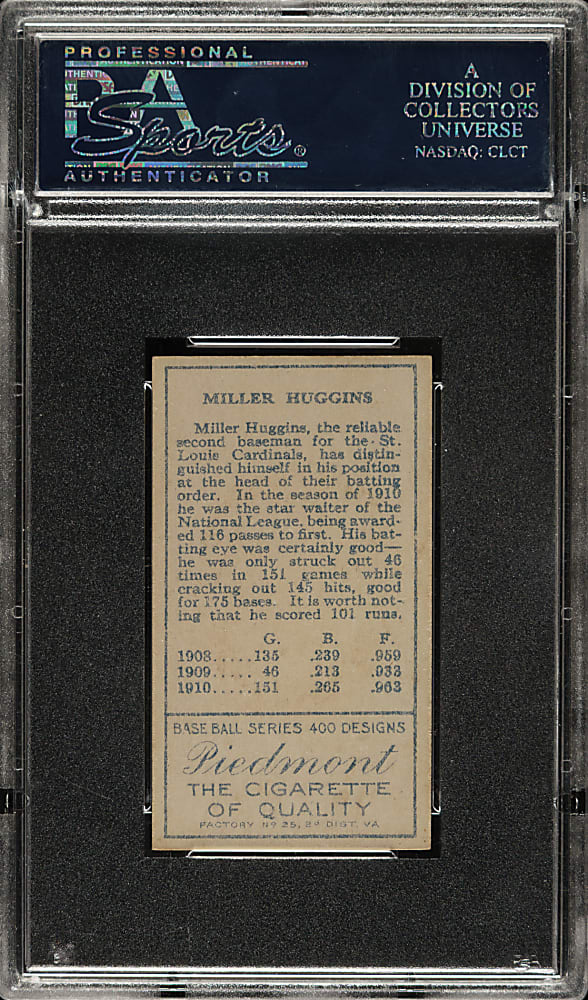 PROFESSIONAL
PSA
Sports®
AUTHENTICATOR
A
DIVISION OF
COLLECTORS
UNIVERSE
NASDAQ: CLCT
MILLER HUGGINS
Miller Huggins, the reliable
second baseman for the St.
Louis Cardinals, has distin-
guished himself in his position
at the head of their batting
order. In the season of 1910
he was the star waiter of the
National League, being award-
ed 116 passes to first. His bat-
ting eye was certainly good—
he was only struck out 46
times in 151 games while
cracking out 145 hits, good
for 175 bases. It is worth not-
ing that he scored 101 runs.
G. B. F.
1908.....135 .239 .959
1909.....46 .213 .933
1910.....151 .265 .963
BASE BALL SERIES 400 DESIGNS
Piedmont
THE CIGARETTE
OF QUALITY
FACTORY Nº 25, 2ᴰ DIST. VA
PSA